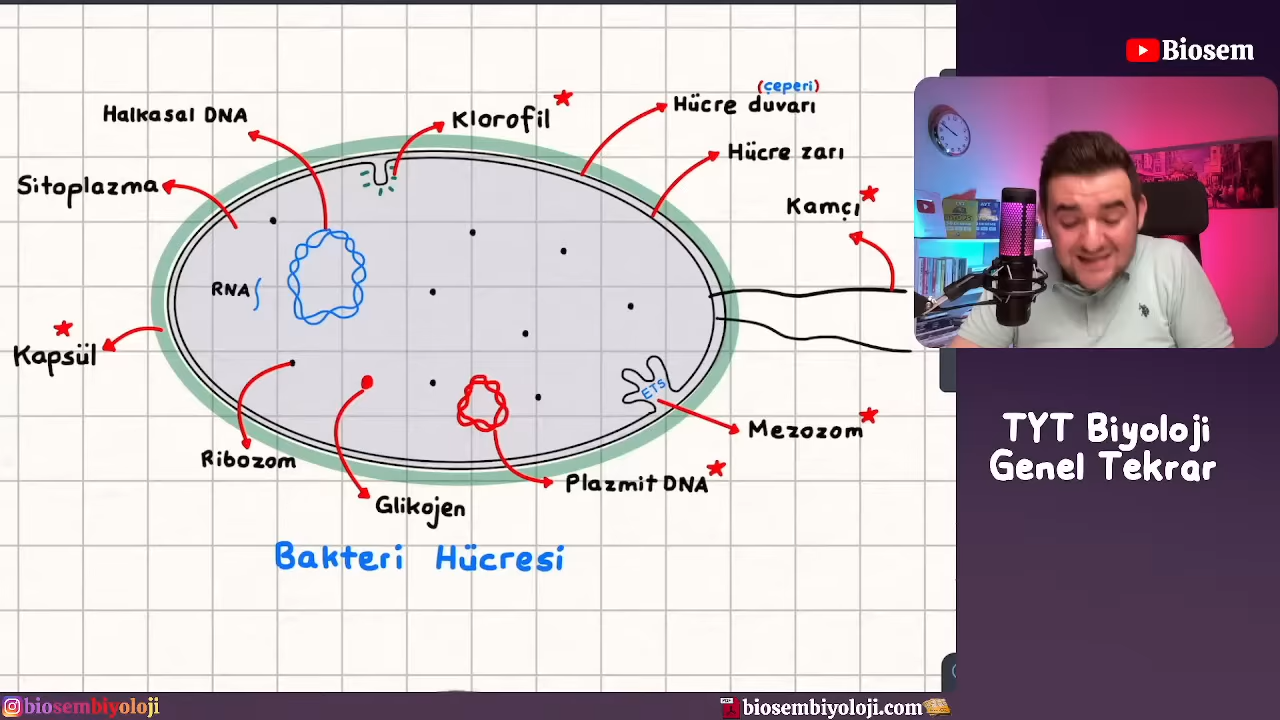 Biosem
(çeperi)
Halkasal DNA
Klorofil
Hücre duvarı
Hücre zarı
Sitoplazma
Kamçı
RNA
Kapsül
ETS
Mezozom
Ribozom
Plazmit DNA
Glikojen
Bakteri Hücresi
TYT Biyoloji
Genel Tekrar
biosembiyoloji
biosembiyoloji.com